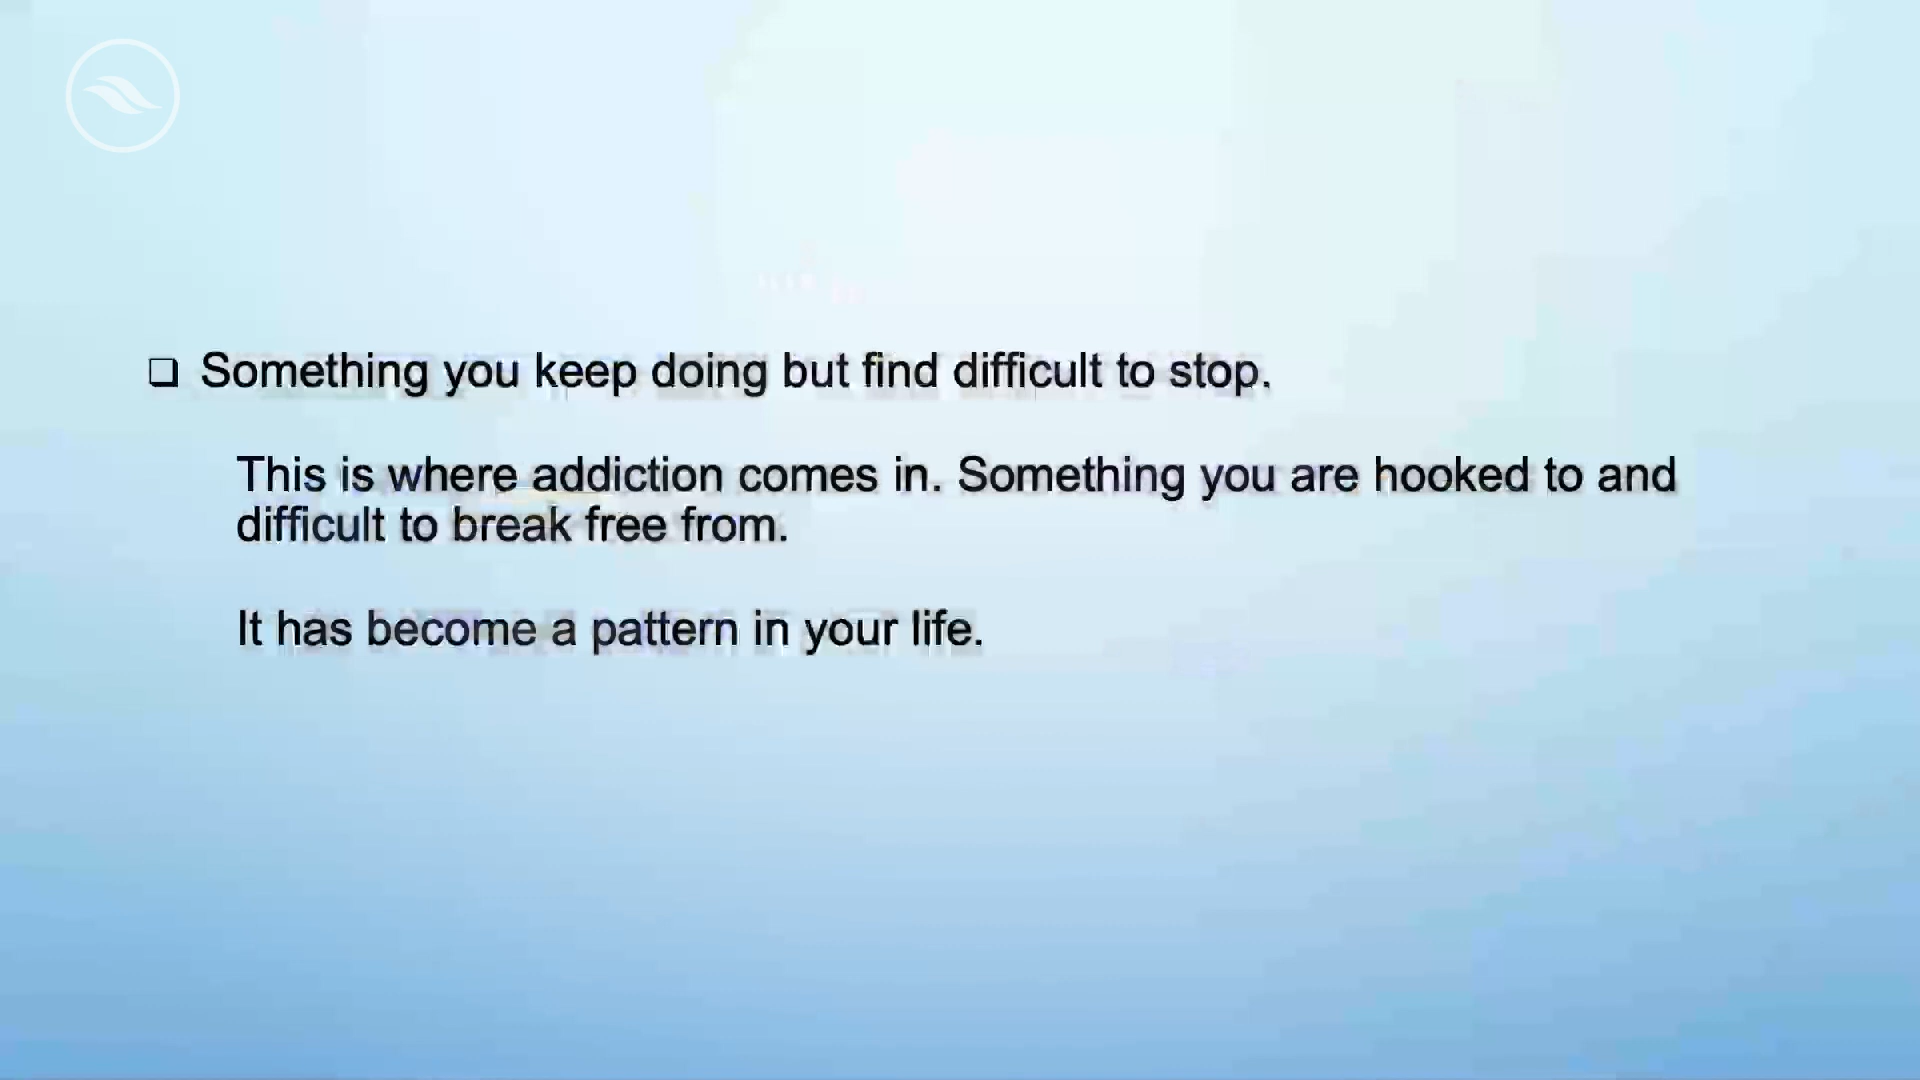 ❑ Something you keep doing but find difficult to stop.
This is where addiction comes in. Something you are hooked to and
difficult to break free from.
It has become a pattern in your life.